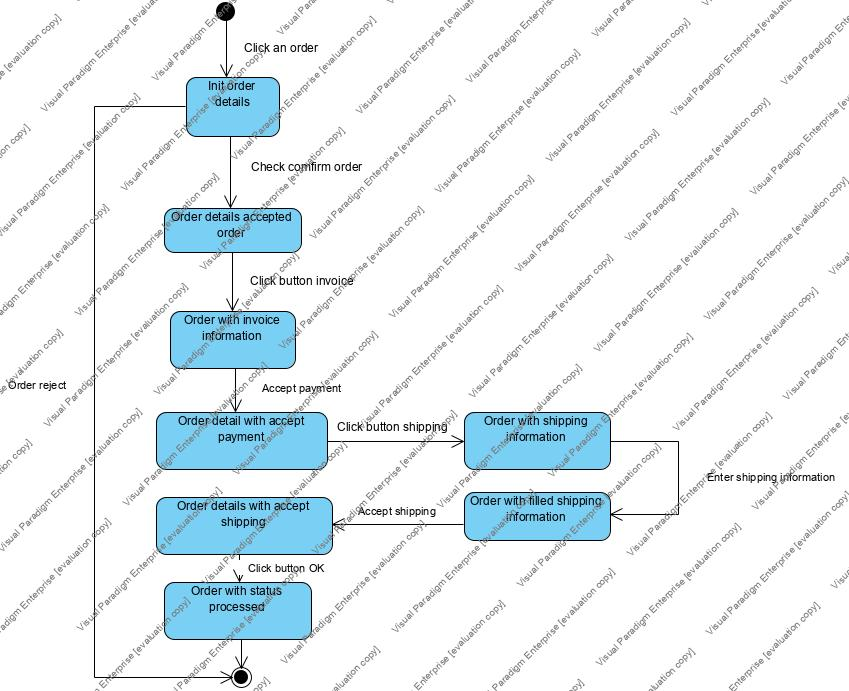 Click an order
Init order
details
Check comfirm order
Order details accepted
order
Click button invoice
Order with invoice
information
Order reject
Accept payment
Order detail with accept
payment
Click button shipping
Order with shipping
information
Enter shipping information
Order with filled shipping
information
Accept shipping
Order details with accept
shipping
Click button OK
Order with status
processed
Visual Paradigm Enterprise [evaluation copy]